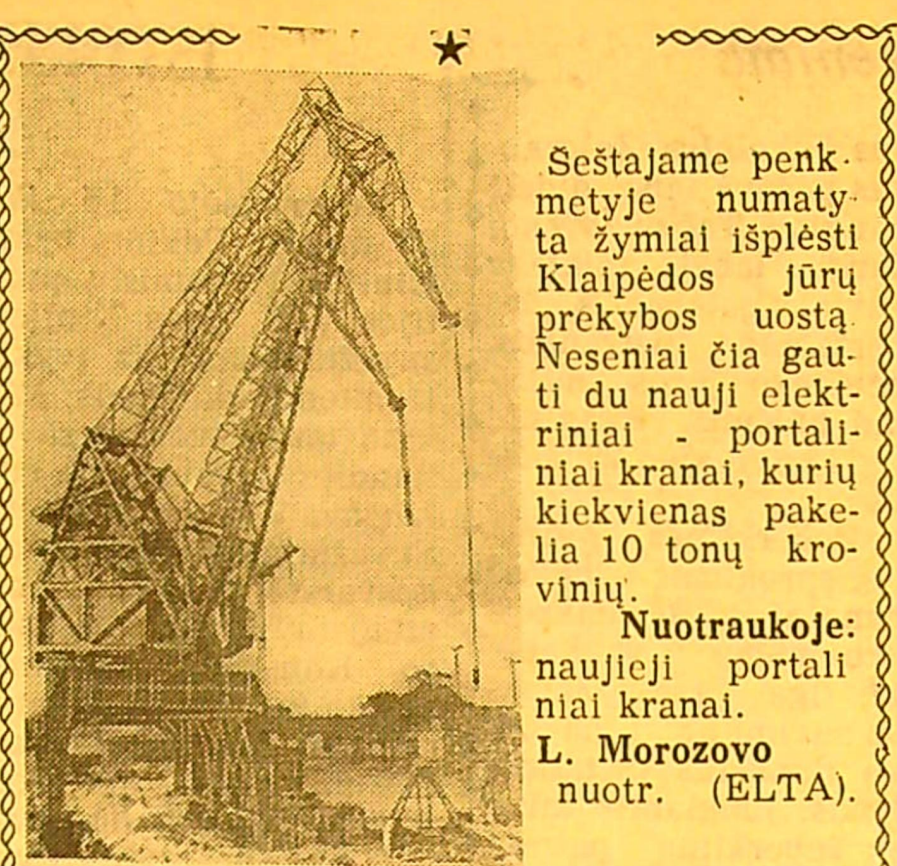 Šeštajame penk-
metyje numaty-
ta žymiai išplėsti
Klaipėdos jūrų
prekybos uostą.
Neseniai čia gau-
ti du nauji elekt-
riniai - portali-
niai kranai, kurių
kiekvienas pake-
lia 10 tonų kro-
vinių.
Nuotraukoje:
naujieji portali
niai kranai.
L. Morozovo
nuotr. (ELTA).